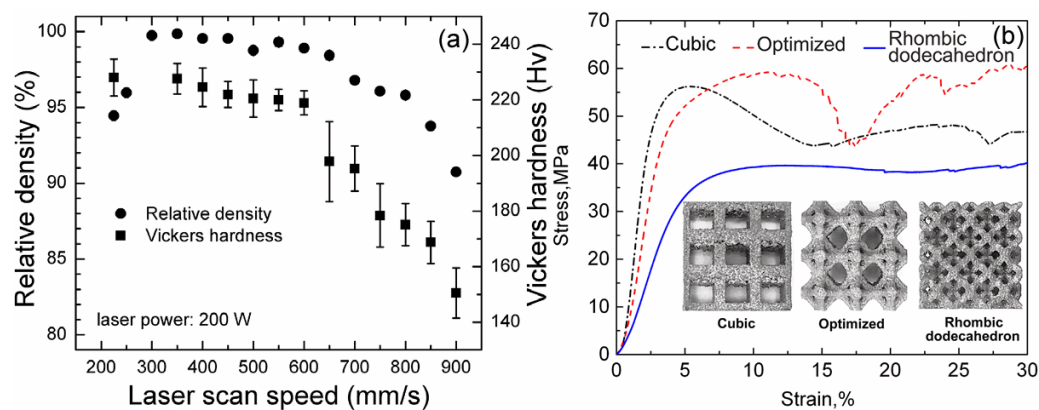 (a)
Relative density (%)
100
95
90
85
80
Relative density
Vickers hardness
laser power: 200 W
200 300 400 500 600 700 800 900
Laser scan speed (mm/s)
240
220
200
180
160
140
Vickers hardness (Hv)
(b)
Stress,MPa
70
60
50
40
30
20
10
0
Cubic
Optimized
Rhombic
dodecahedron
Cubic
Optimized
Rhombic
dodecahedron
0 5 10 15 20 25 30
Strain,%